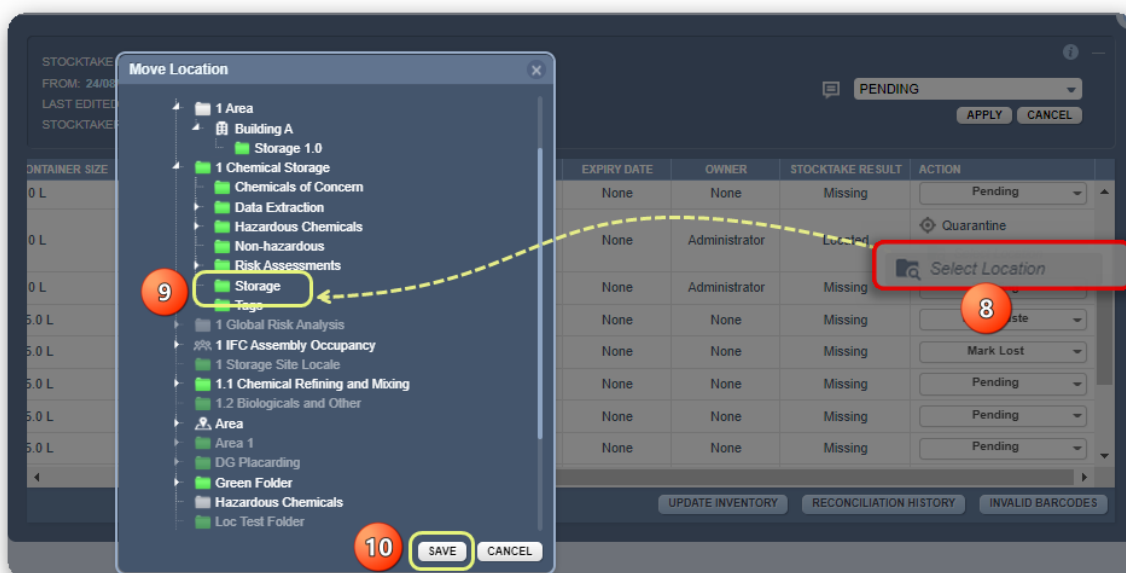 STOCKTAKE
FROM: 24/08
LAST EDITED
STOCKTAKER
PENDING
APPLY CANCEL
Move Location
1 Area
Building A
Storage 1.0
1 Chemical Storage
Chemicals of Concern
Data Extraction
Hazardous Chemicals
Non-hazardous
Risk Assessments
Storage
Tags
1 Global Risk Analysis
1 IFC Assembly Occupancy
1 Storage Site Locale
1.1 Chemical Refining and Mixing
1.2 Biologicals and Other
Area
Area 1
DG Placarding
Green Folder
Hazardous Chemicals
Loc Test Folder
9
10
SAVE CANCEL
ONTAINER SIZE EXPIRY DATE OWNER STOCKTAKE RESULT ACTION
0 L None None Missing Pending
Quarantine
0 L None Administrator Located
Select Location
8
0 L None Administrator Missing
5.0 L None None Missing
5.0 L None None Missing Mark Lost
5.0 L None None Missing Pending
5.0 L None None Missing Pending
5.0 L None None Missing Pending
UPDATE INVENTORY RECONCILIATION HISTORY INVALID BARCODES